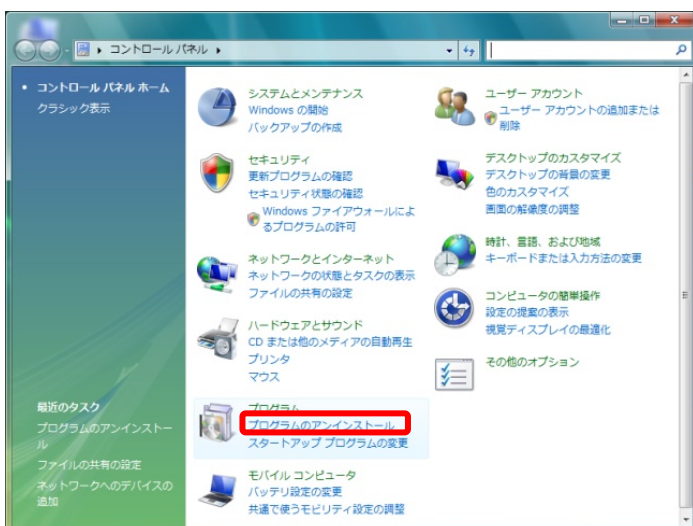 コントロール パネル
コントロール パネル ホーム
クラシック表示
最近のタスク
プログラムのアンインストー
ル
ファイルの共有の設定
ネットワークへのデバイスの
追加
システムとメンテナンス
Windows の開始
バックアップの作成
セキュリティ
更新プログラムの確認
セキュリティ状態の確認
Windows ファイアウォールによ
るプログラムの許可
ネットワークとインターネット
ネットワークの状態とタスクの表示
ファイルの共有の設定
ハードウェアとサウンド
CD または他のメディアの自動再生
プリンタ
マウス
プログラム
プログラムのアンインストール
スタートアップ プログラムの変更
モバイル コンピュータ
バッテリ設定の変更
共通で使うモビリティ設定の調整
ユーザー アカウント
ユーザー アカウントの追加または
削除
デスクトップのカスタマイズ
デスクトップの背景の変更
色のカスタマイズ
画面の解像度の調整
時計、言語、および地域
キーボードまたは入力方法の変更
コンピュータの簡単操作
設定の提案の表示
視覚ディスプレイの最適化
その他のオプション